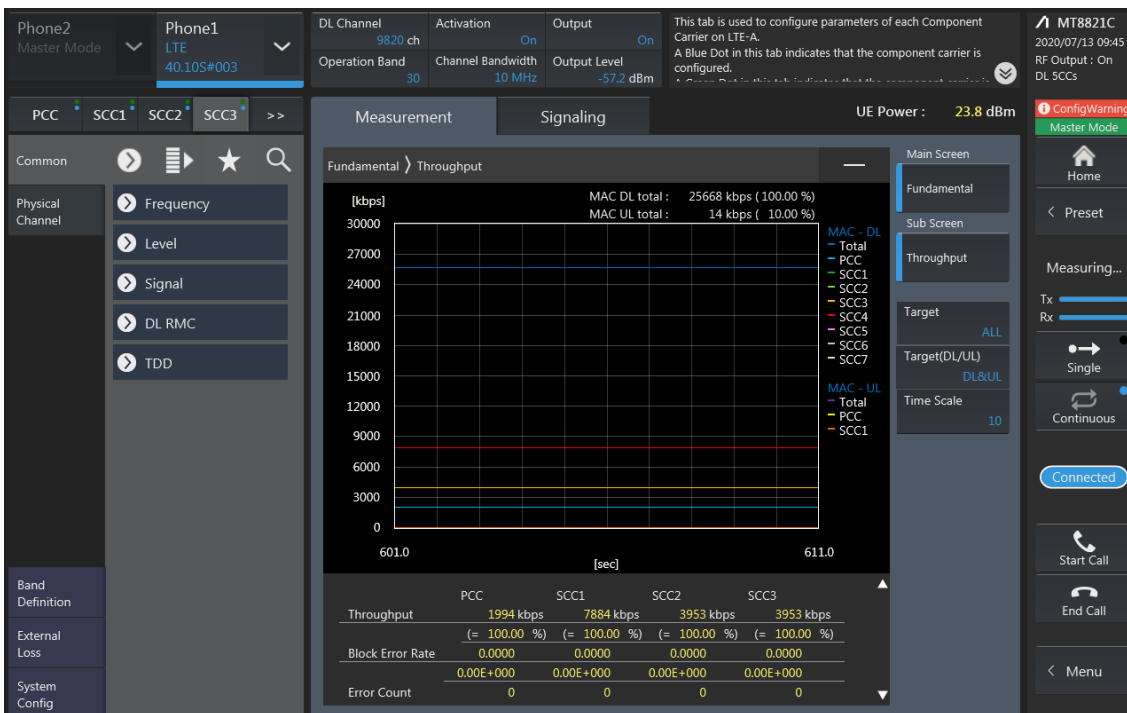 Phone2
Master Mode
Phone1
LTE
40.10S#003
DL Channel
9820 ch
Activation
On
Output
On
Operation Band
30
Channel Bandwidth
10 MHz
Output Level
-57.2 dBm
This tab is used to configure parameters of each Component
Carrier on LTE-A.
A Blue Dot in this tab indicates that the component carrier is
configured.
A Green Dot in this tab indicates that the component carrier is
MT8821C
2020/07/13 09:45
RF Output : On
DL 5CCs
PCC
SCC1
SCC2
SCC3
>>
Measurement
Signaling
UE Power : 23.8 dBm
ConfigWarning
Master Mode
Common
Physical
Channel
Frequency
Level
Signal
DL RMC
TDD
Band
Definition
External
Loss
System
Config
Fundamental ⟩ Throughput
[kbps]
MAC DL total : 25668 kbps ( 100.00 %)
MAC UL total : 14 kbps ( 10.00 %)
30000
27000
24000
21000
18000
15000
12000
9000
6000
3000
0
601.0
611.0
[sec]
MAC - DL
Total
PCC
SCC1
SCC2
SCC3
SCC4
SCC5
SCC6
SCC7
MAC - UL
Total
PCC
SCC1
PCC SCC1 SCC2 SCC3
Throughput 1994 kbps 7884 kbps 3953 kbps 3953 kbps
(= 100.00 %) (= 100.00 %) (= 100.00 %) (= 100.00 %)
Block Error Rate 0.0000 0.0000 0.0000 0.0000
0.00E+000 0.00E+000 0.00E+000 0.00E+000
Error Count 0 0 0 0
Main Screen
Fundamental
Sub Screen
Throughput
Target
ALL
Target(DL/UL)
DL&UL
Time Scale
10
Home
< Preset
Measuring...
Tx
Rx
Single
Continuous
Connected
Start Call
End Call
< Menu